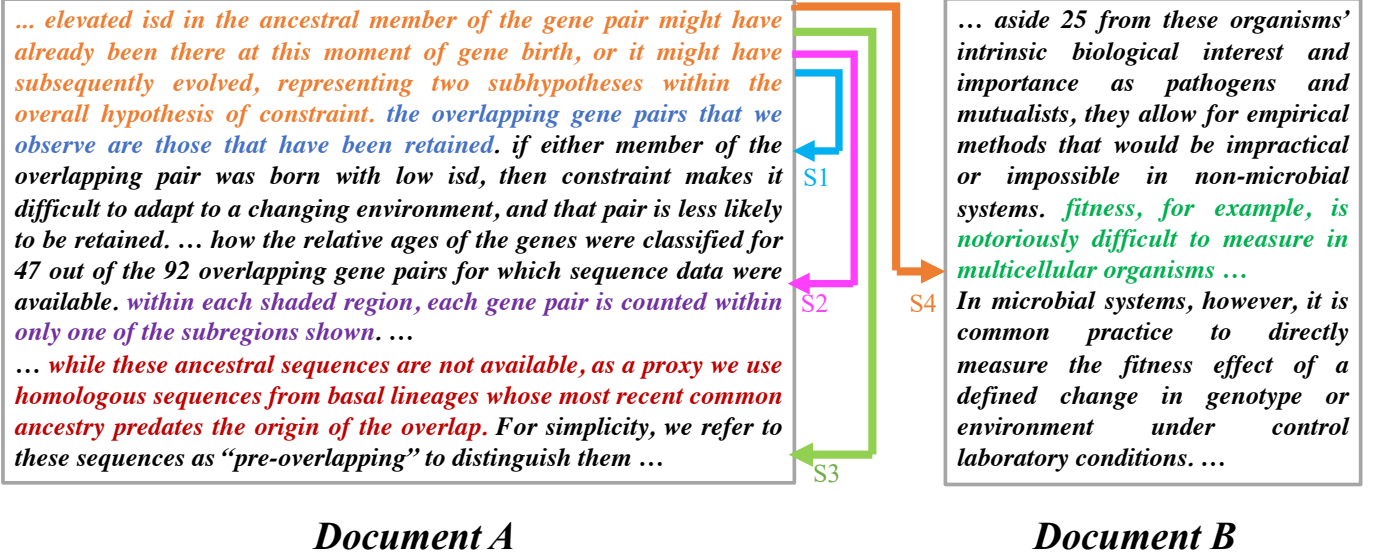 ... elevated isd in the ancestral member of the gene pair might have
already been there at this moment of gene birth, or it might have
subsequently evolved, representing two subhypotheses within the
overall hypothesis of constraint. the overlapping gene pairs that we
observe are those that have been retained. if either member of the
overlapping pair was born with low isd, then constraint makes it
difficult to adapt to a changing environment, and that pair is less likely
to be retained. … how the relative ages of the genes were classified for
47 out of the 92 overlapping gene pairs for which sequence data were
available. within each shaded region, each gene pair is counted within
only one of the subregions shown. …
… while these ancestral sequences are not available, as a proxy we use
homologous sequences from basal lineages whose most recent common
ancestry predates the origin of the overlap. For simplicity, we refer to
these sequences as “pre-overlapping” to distinguish them …
S1
S2
S3
S4
… aside 25 from these organisms’
intrinsic biological interest and
importance as pathogens and
mutualists, they allow for empirical
methods that would be impractical
or impossible in non-microbial
systems. fitness, for example, is
notoriously difficult to measure in
multicellular organisms …
In microbial systems, however, it is
common practice to directly
measure the fitness effect of a
defined change in genotype or
environment under control
laboratory conditions. …
Document A
Document B